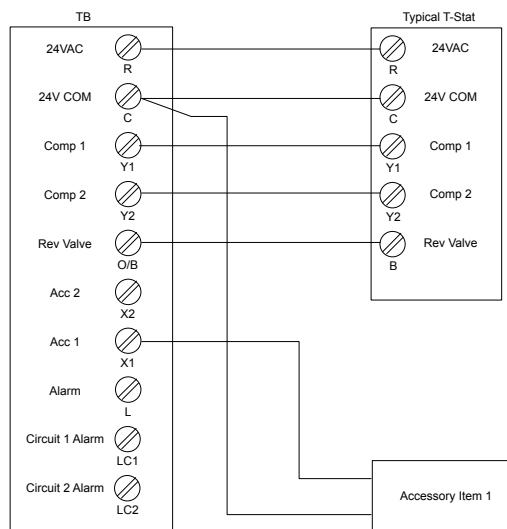 TB
24VAC
R
24V COM
C
Comp 1
Y1
Comp 2
Y2
Rev Valve
O/B
Acc 2
X2
Acc 1
X1
Alarm
L
Circuit 1 Alarm
LC1
Circuit 2 Alarm
LC2
Typical T-Stat
24VAC
R
24V COM
C
Comp 1
Y1
Comp 2
Y2
Rev Valve
B
Accessory Item 1